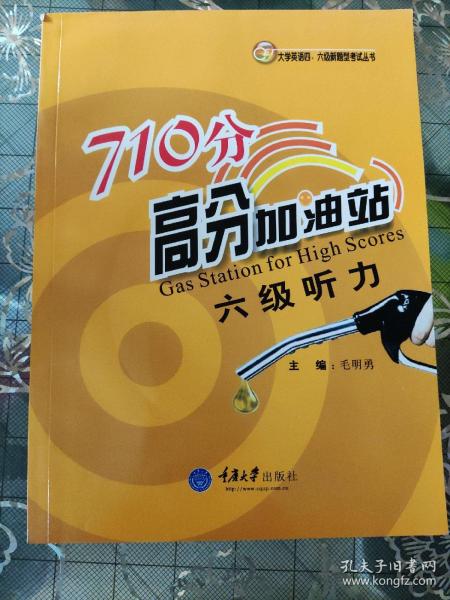 大学英语四·六级新题型考试丛书
710分
高分加油站
Gas Station for High Scores
六级听力
主 编：毛明勇
重庆大学出版社
http://www.cqup.com.cn
孔夫子旧书网
www.kongfz.com